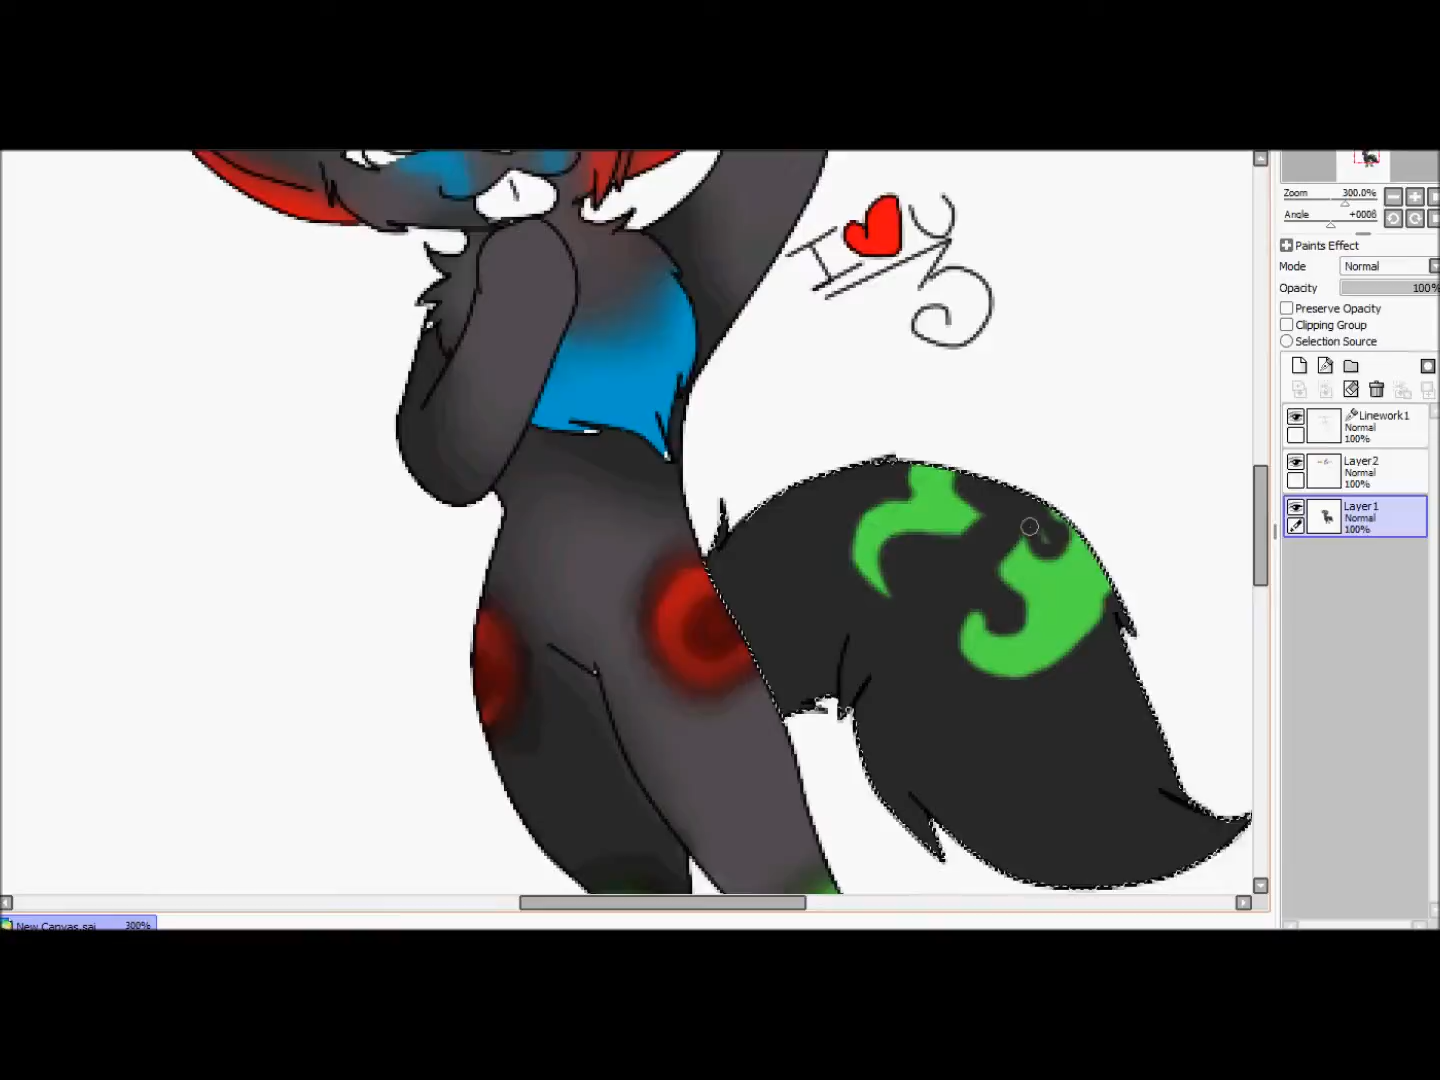 Zoom 300.0%
Angle +0006
Paints Effect
Mode Normal
Opacity 100%
Preserve Opacity
Clipping Group
Selection Source
I U
Linework1
Normal
100%
Layer2
Normal
100%
Layer1
Normal
100%
New Canvas.sai 300%